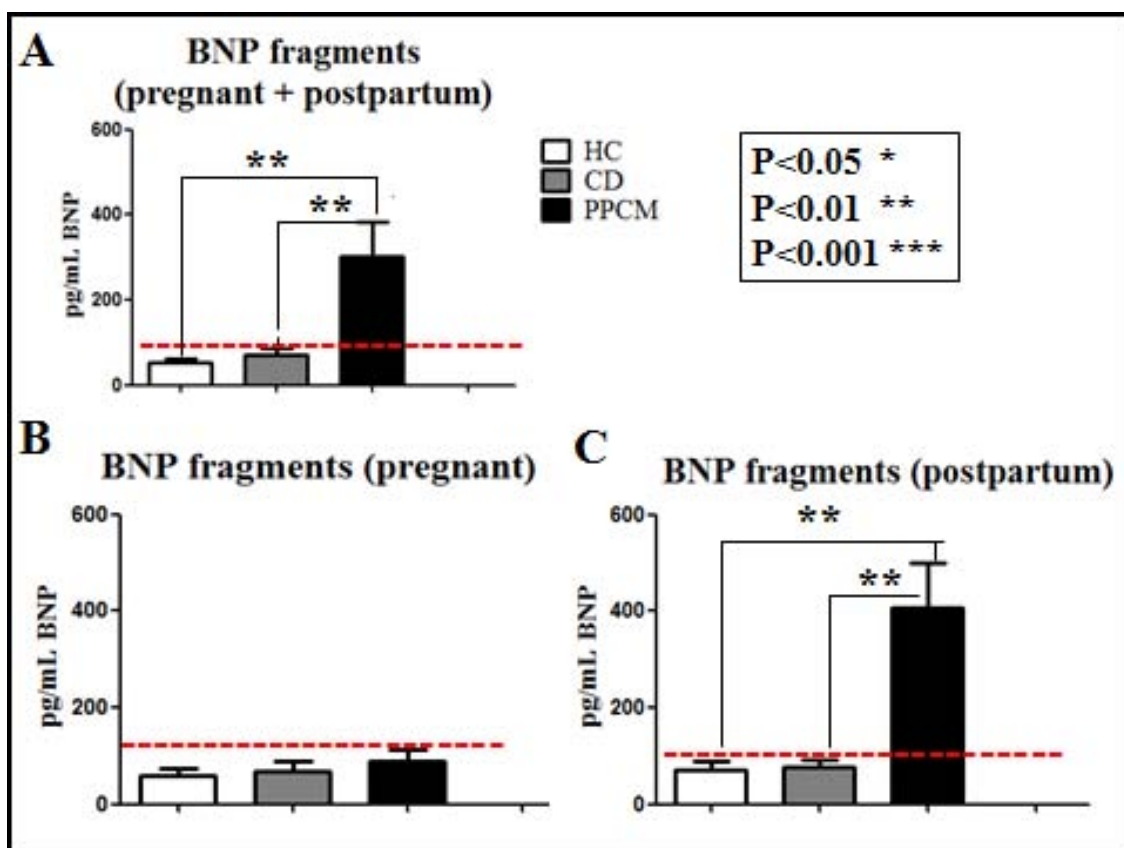 A
BNP fragments
(pregnant + postpartum)
pg/mL BNP
600
400
200
0
**
**
HC
CD
PPCM
P<0.05 *
P<0.01 **
P<0.001 ***
B
BNP fragments (pregnant)
pg/mL BNP
600
400
200
0
C
BNP fragments (postpartum)
pg/mL BNP
600
400
200
0
**
**